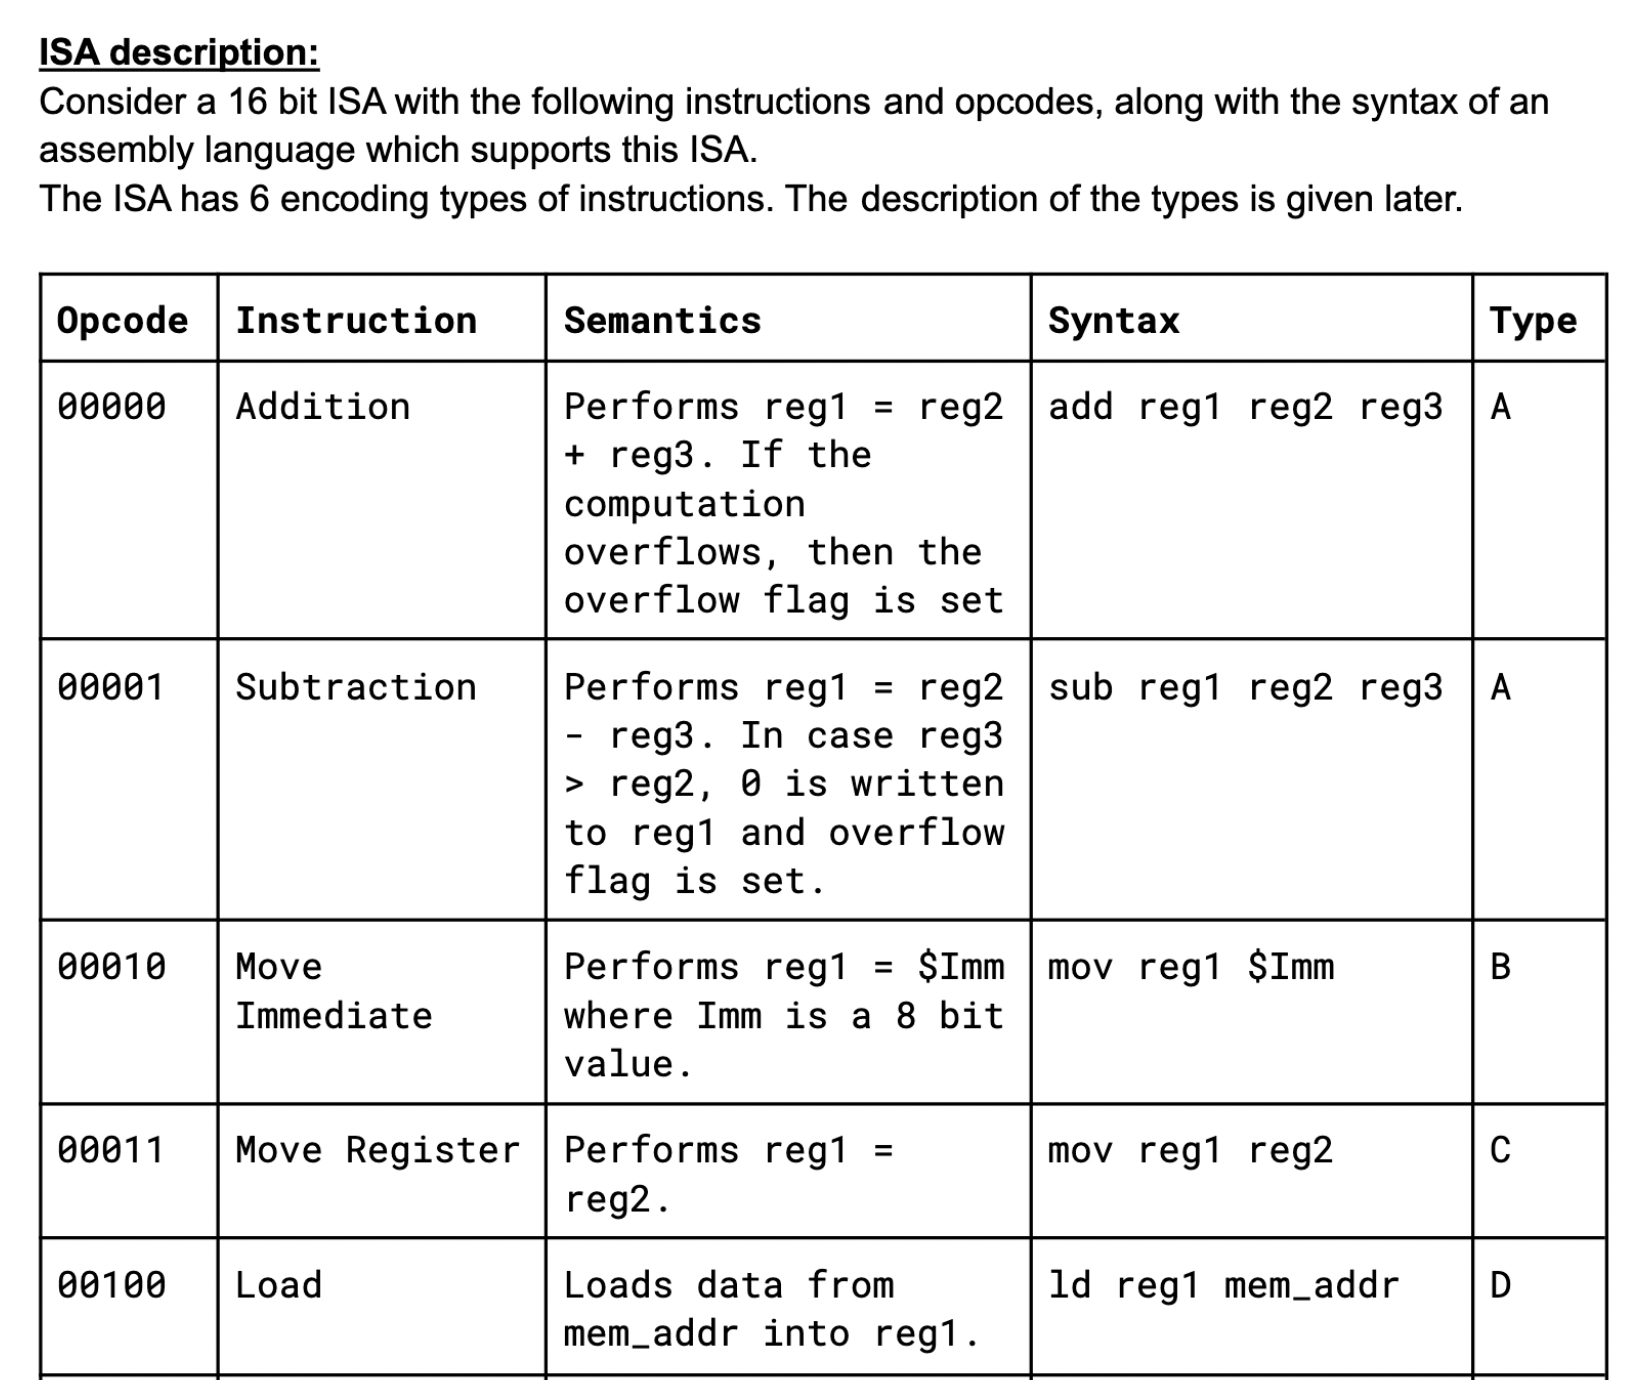 ISA description:
Consider a 16 bit ISA with the following instructions and opcodes, along with the syntax of an
assembly language which supports this ISA.
The ISA has 6 encoding types of instructions. The description of the types is given later.
Opcode Instruction Semantics Syntax Type
00000 Addition Performs reg1 = reg2 add reg1 reg2 reg3 A
+ reg3. If the
computation
overflows, then the
overflow flag is set
00001 Subtraction Performs reg1 = reg2 sub reg1 reg2 reg3 A
- reg3. In case reg3
> reg2, 0 is written
to reg1 and overflow
flag is set.
00010 Move Performs reg1 = $Imm mov reg1 $Imm B
Immediate where Imm is a 8 bit
value.
00011 Move Register Performs reg1 = mov reg1 reg2 C
reg2.
00100 Load Loads data from ld reg1 mem_addr D
mem_addr into reg1.